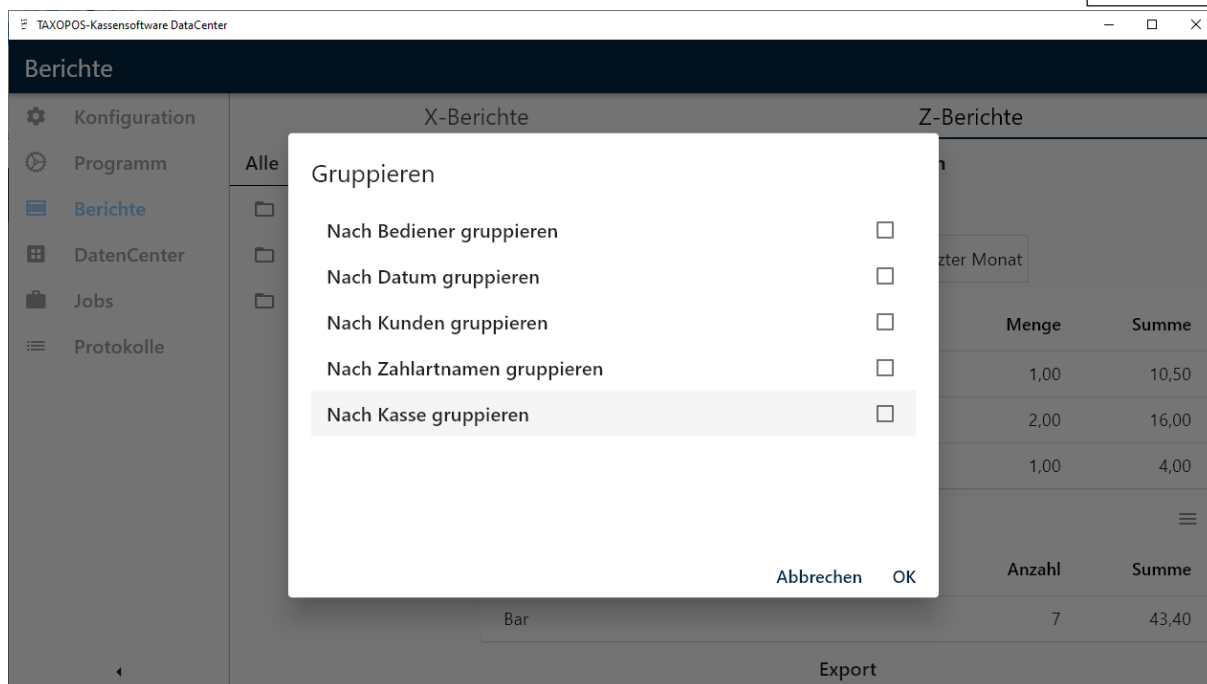 TAXOPOS-Kassensoftware DataCenter
Berichte
Konfiguration
Programm
Berichte
DatenCenter
Jobs
Protokolle
X-Berichte
Z-Berichte
Alle
Gruppieren
Nach Bediener gruppieren
Nach Datum gruppieren
Nach Kunden gruppieren
Nach Zahlartnamen gruppieren
Nach Kasse gruppieren
Abbrechen OK
zter Monat
Menge Summe
1,00 10,50
2,00 16,00
1,00 4,00
Anzahl Summe
Bar 7 43,40
Export